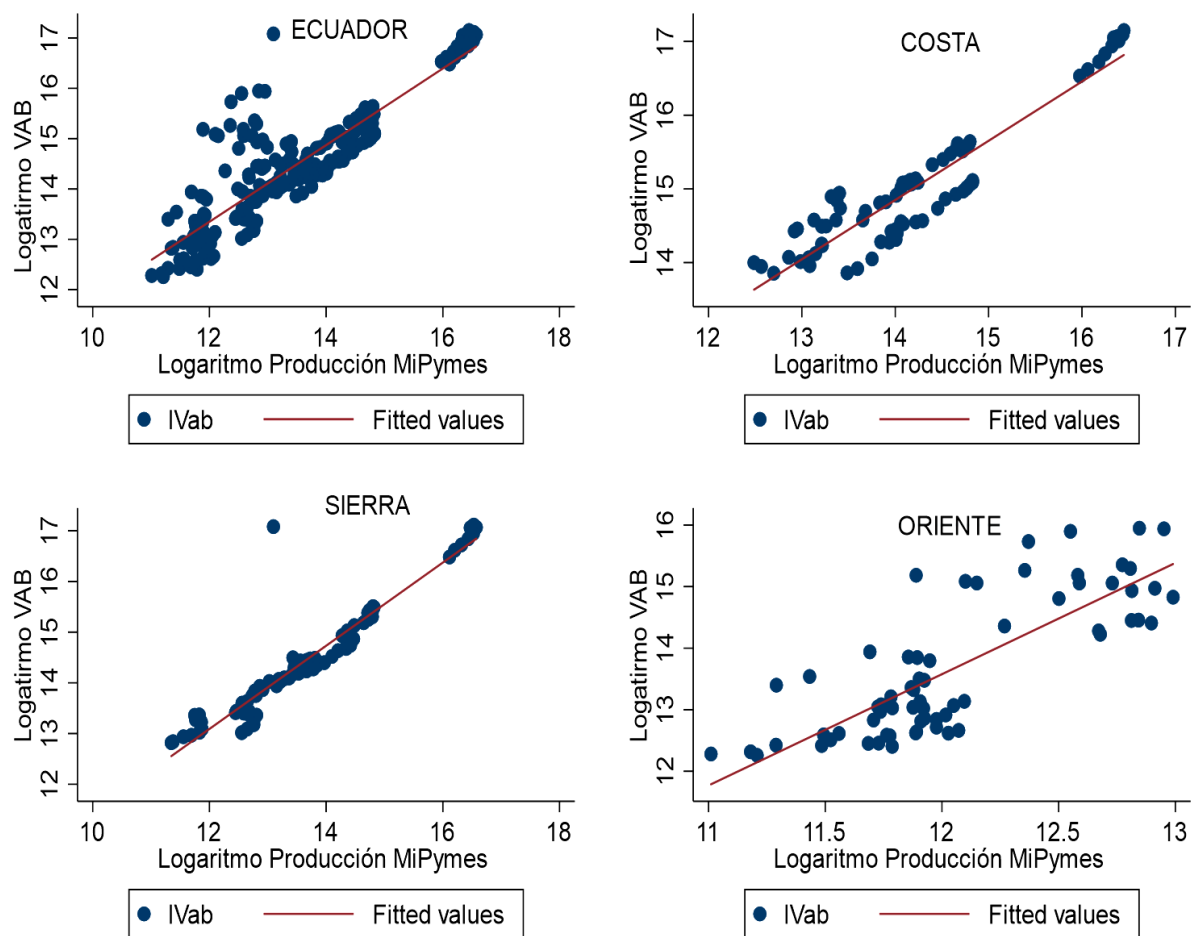 ECUADOR
Logatirmo VAB
17
16
15
14
13
12
10 12 14 16 18
Logaritmo Producción MiPymes
lVab Fitted values
COSTA
Logatirmo VAB
17
16
15
14
12 13 14 15 16 17
Logaritmo Producción MiPymes
lVab Fitted values
SIERRA
Logatirmo VAB
17
16
15
14
13
12
10 12 14 16 18
Logaritmo Producción MiPymes
lVab Fitted values
ORIENTE
Logatirmo VAB
16
15
14
13
12
11 11.5 12 12.5 13
Logaritmo Producción MiPymes
lVab Fitted values